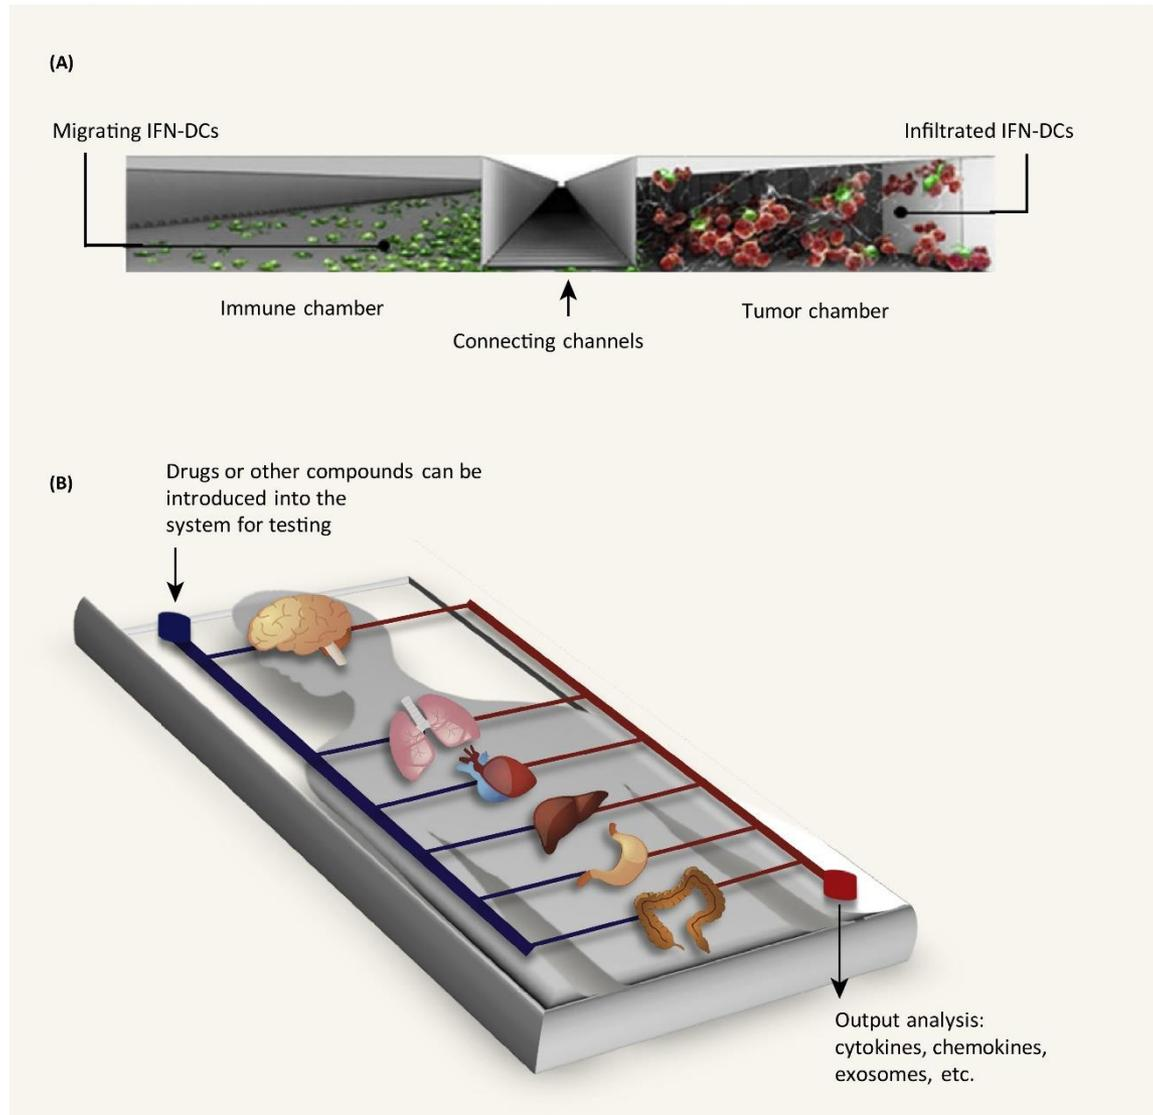 (A)
Migrating IFN-DCs
Infiltrated IFN-DCs
Immune chamber
Tumor chamber
Connecting channels
(B)
Drugs or other compounds can be
introduced into the
system for testing
Output analysis:
cytokines, chemokines,
exosomes, etc.